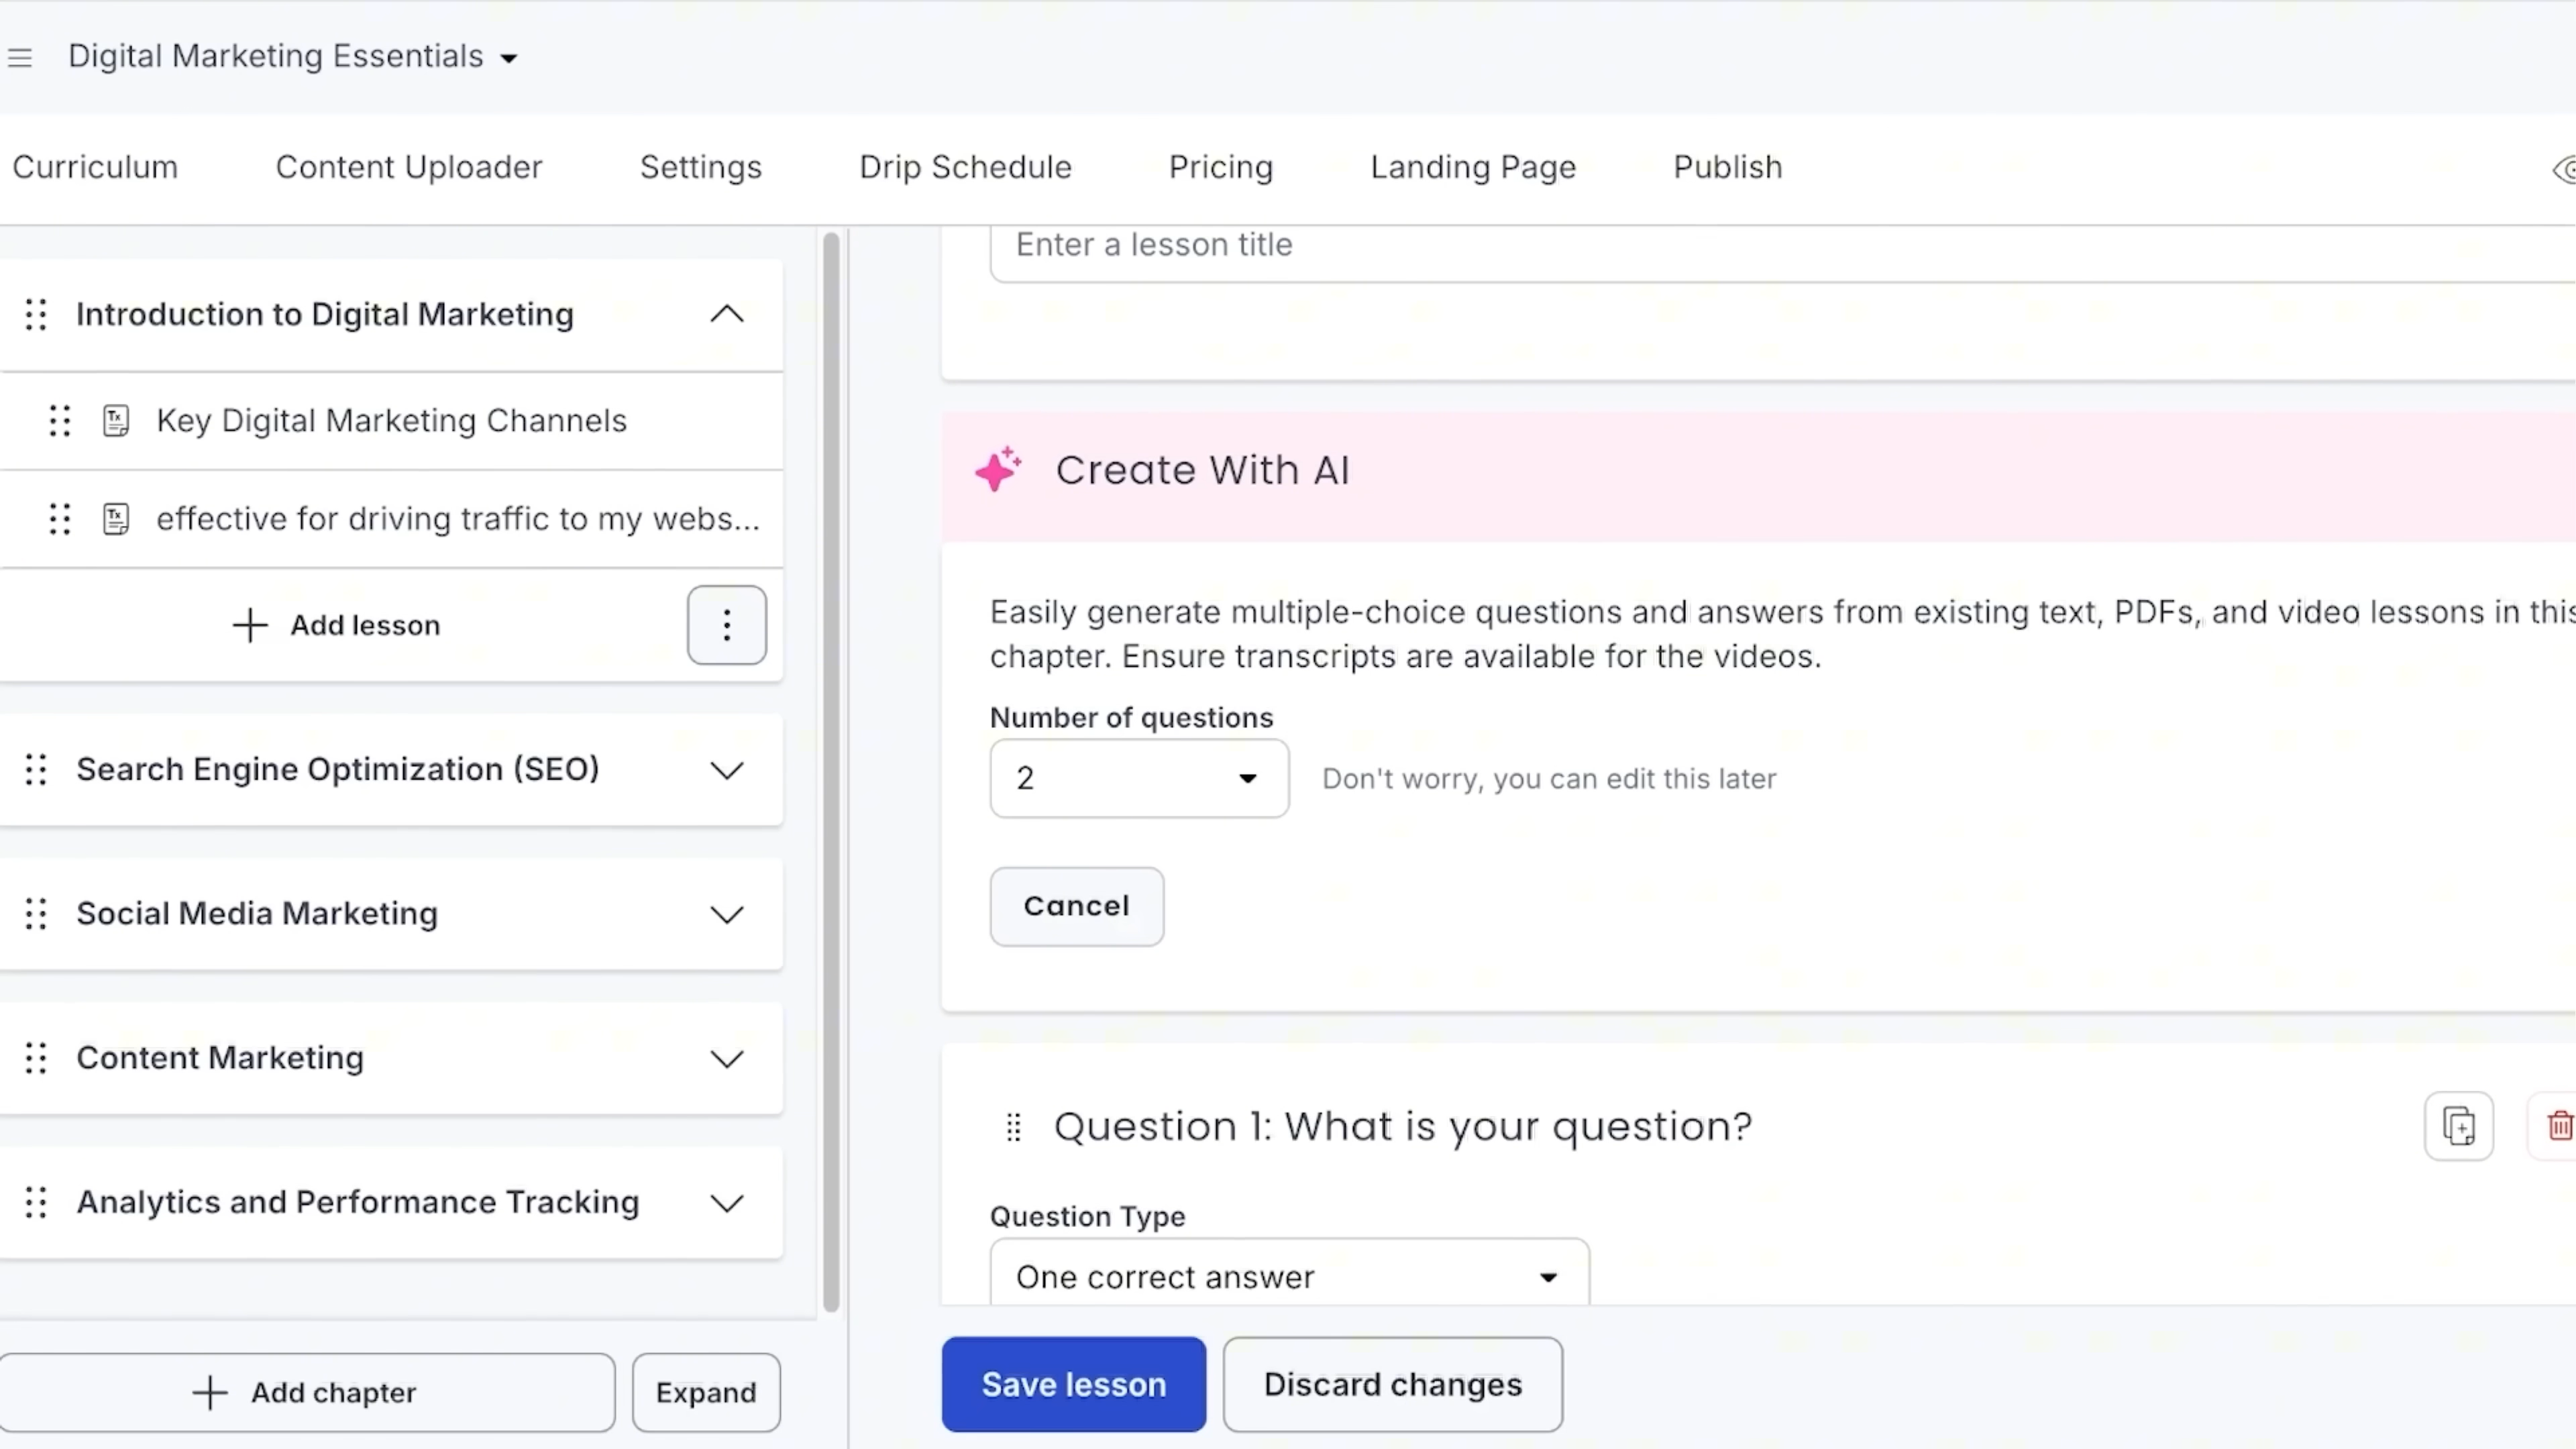 Digital Marketing Essentials
Curriculum
Content Uploader
Settings
Drip Schedule
Pricing
Landing Page
Publish
Introduction to Digital Marketing
Key Digital Marketing Channels
effective for driving traffic to my webs...
Add lesson
Search Engine Optimization (SEO)
Social Media Marketing
Content Marketing
Analytics and Performance Tracking
Add chapter
Expand
Enter a lesson title
Create With AI
Easily generate multiple-choice questions and answers from existing text, PDFs, and video lessons in this
chapter. Ensure transcripts are available for the videos.
Number of questions
2
Don't worry, you can edit this later
Cancel
Question 1: What is your question?
Question Type
One correct answer
Save lesson
Discard changes